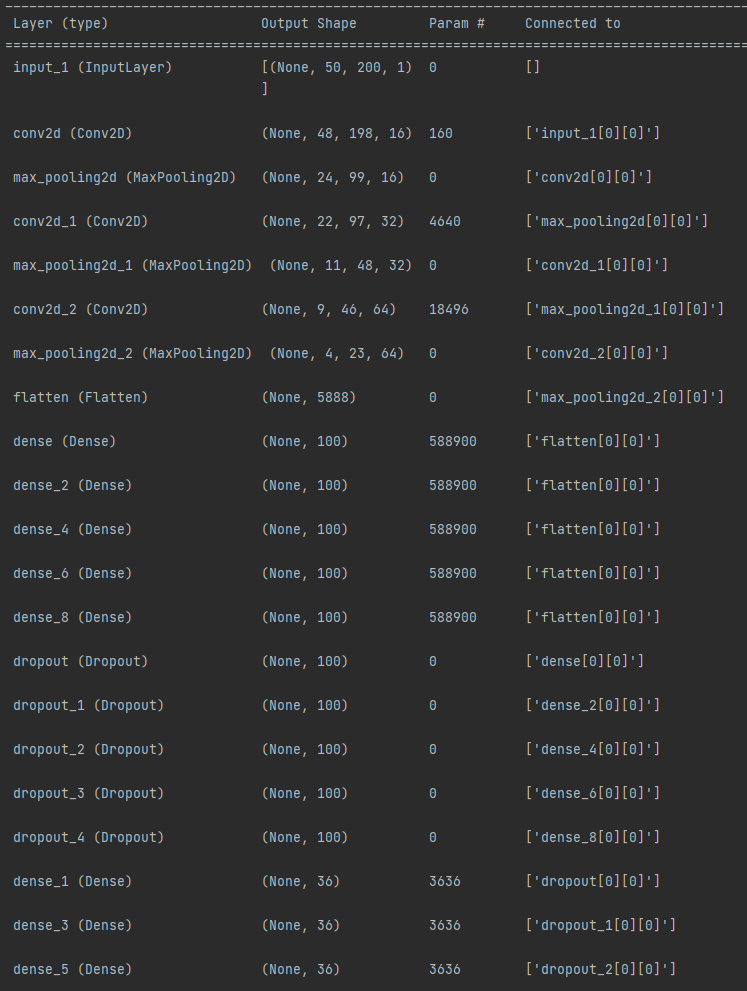 Layer (type) Output Shape Param # Connected to
input_1 (InputLayer) [(None, 50, 200, 1) 0 []
]
conv2d (Conv2D) (None, 48, 198, 16) 160 ['input_1[0][0]']
max_pooling2d (MaxPooling2D) (None, 24, 99, 16) 0 ['conv2d[0][0]']
conv2d_1 (Conv2D) (None, 22, 97, 32) 4640 ['max_pooling2d[0][0]']
max_pooling2d_1 (MaxPooling2D) (None, 11, 48, 32) 0 ['conv2d_1[0][0]']
conv2d_2 (Conv2D) (None, 9, 46, 64) 18496 ['max_pooling2d_1[0][0]']
max_pooling2d_2 (MaxPooling2D) (None, 4, 23, 64) 0 ['conv2d_2[0][0]']
flatten (Flatten) (None, 5888) 0 ['max_pooling2d_2[0][0]']
dense (Dense) (None, 100) 588900 ['flatten[0][0]']
dense_2 (Dense) (None, 100) 588900 ['flatten[0][0]']
dense_4 (Dense) (None, 100) 588900 ['flatten[0][0]']
dense_6 (Dense) (None, 100) 588900 ['flatten[0][0]']
dense_8 (Dense) (None, 100) 588900 ['flatten[0][0]']
dropout (Dropout) (None, 100) 0 ['dense[0][0]']
dropout_1 (Dropout) (None, 100) 0 ['dense_2[0][0]']
dropout_2 (Dropout) (None, 100) 0 ['dense_4[0][0]']
dropout_3 (Dropout) (None, 100) 0 ['dense_6[0][0]']
dropout_4 (Dropout) (None, 100) 0 ['dense_8[0][0]']
dense_1 (Dense) (None, 36) 3636 ['dropout[0][0]']
dense_3 (Dense) (None, 36) 3636 ['dropout_1[0][0]']
dense_5 (Dense) (None, 36) 3636 ['dropout_2[0][0]']